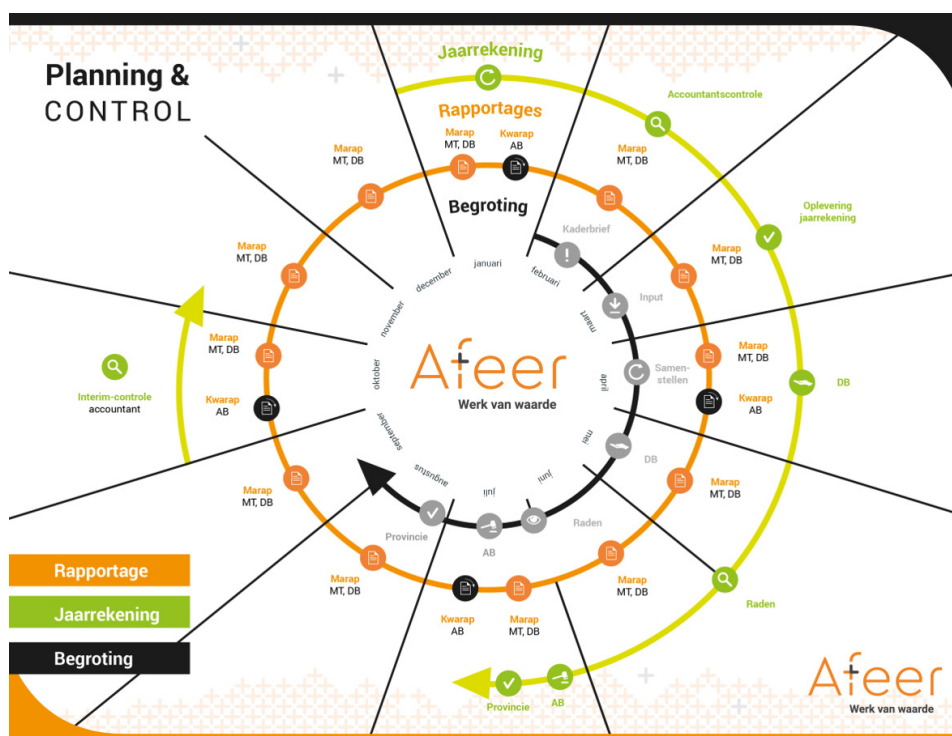 Planning &
CONTROL
Jaarrekening
Rapportages
Begroting
Marap
MT, DB
Kwarap
AB
Accountantscontrole
Marap
MT, DB
Kaderbrief
Oplevering
jaarrekening
Marap
MT, DB
Input
Marap
MT, DB
Kwarap
AB
Samen-
stellen
DB
Marap
MT, DB
DB
Raden
Marap
MT, DB
Raden
Marap
MT, DB
Kwarap
AB
AB
Provincie
AB
Provincie
Marap
MT, DB
Marap
MT, DB
Marap
MT, DB
Kwarap
AB
Interim-controle
accountant
Marap
MT, DB
Marap
MT, DB
januari
februari
maart
april
mei
juni
juli
augustus
september
oktober
november
december
Afeer
Werk van waarde
Rapportage
Jaarrekening
Begroting
Afeer
Werk van waarde